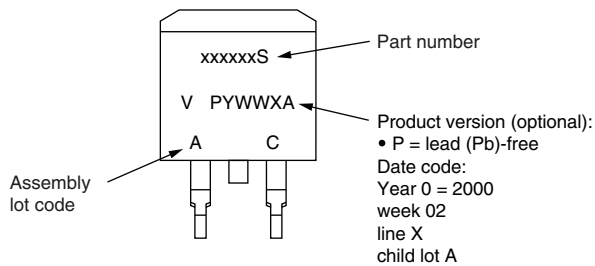 xxxxxxS
Part number
V PYWWXA
Product version (optional):
• P = lead (Pb)-free
Date code:
Year 0 = 2000
week 02
line X
child lot A
A C
Assembly
lot code